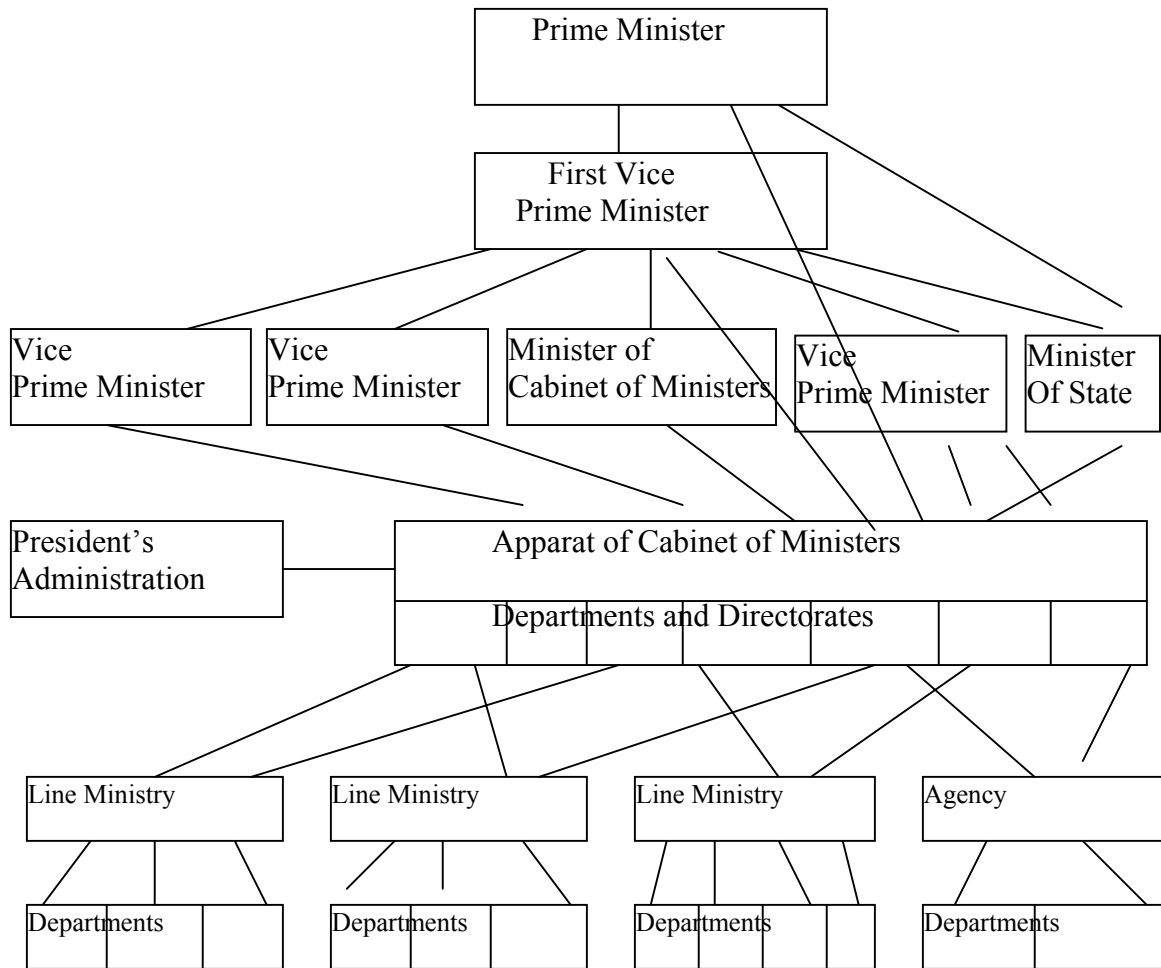 Prime Minister
First Vice
Prime Minister
Vice
Prime Minister
Vice
Prime Minister
Minister of
Cabinet of Ministers
Vice
Prime Minister
Minister
Of State
President’s
Administration
Apparat of Cabinet of Ministers
Departments and Directorates
Line Ministry
Line Ministry
Line Ministry
Agency
Departments
Departments
Departments
Departments